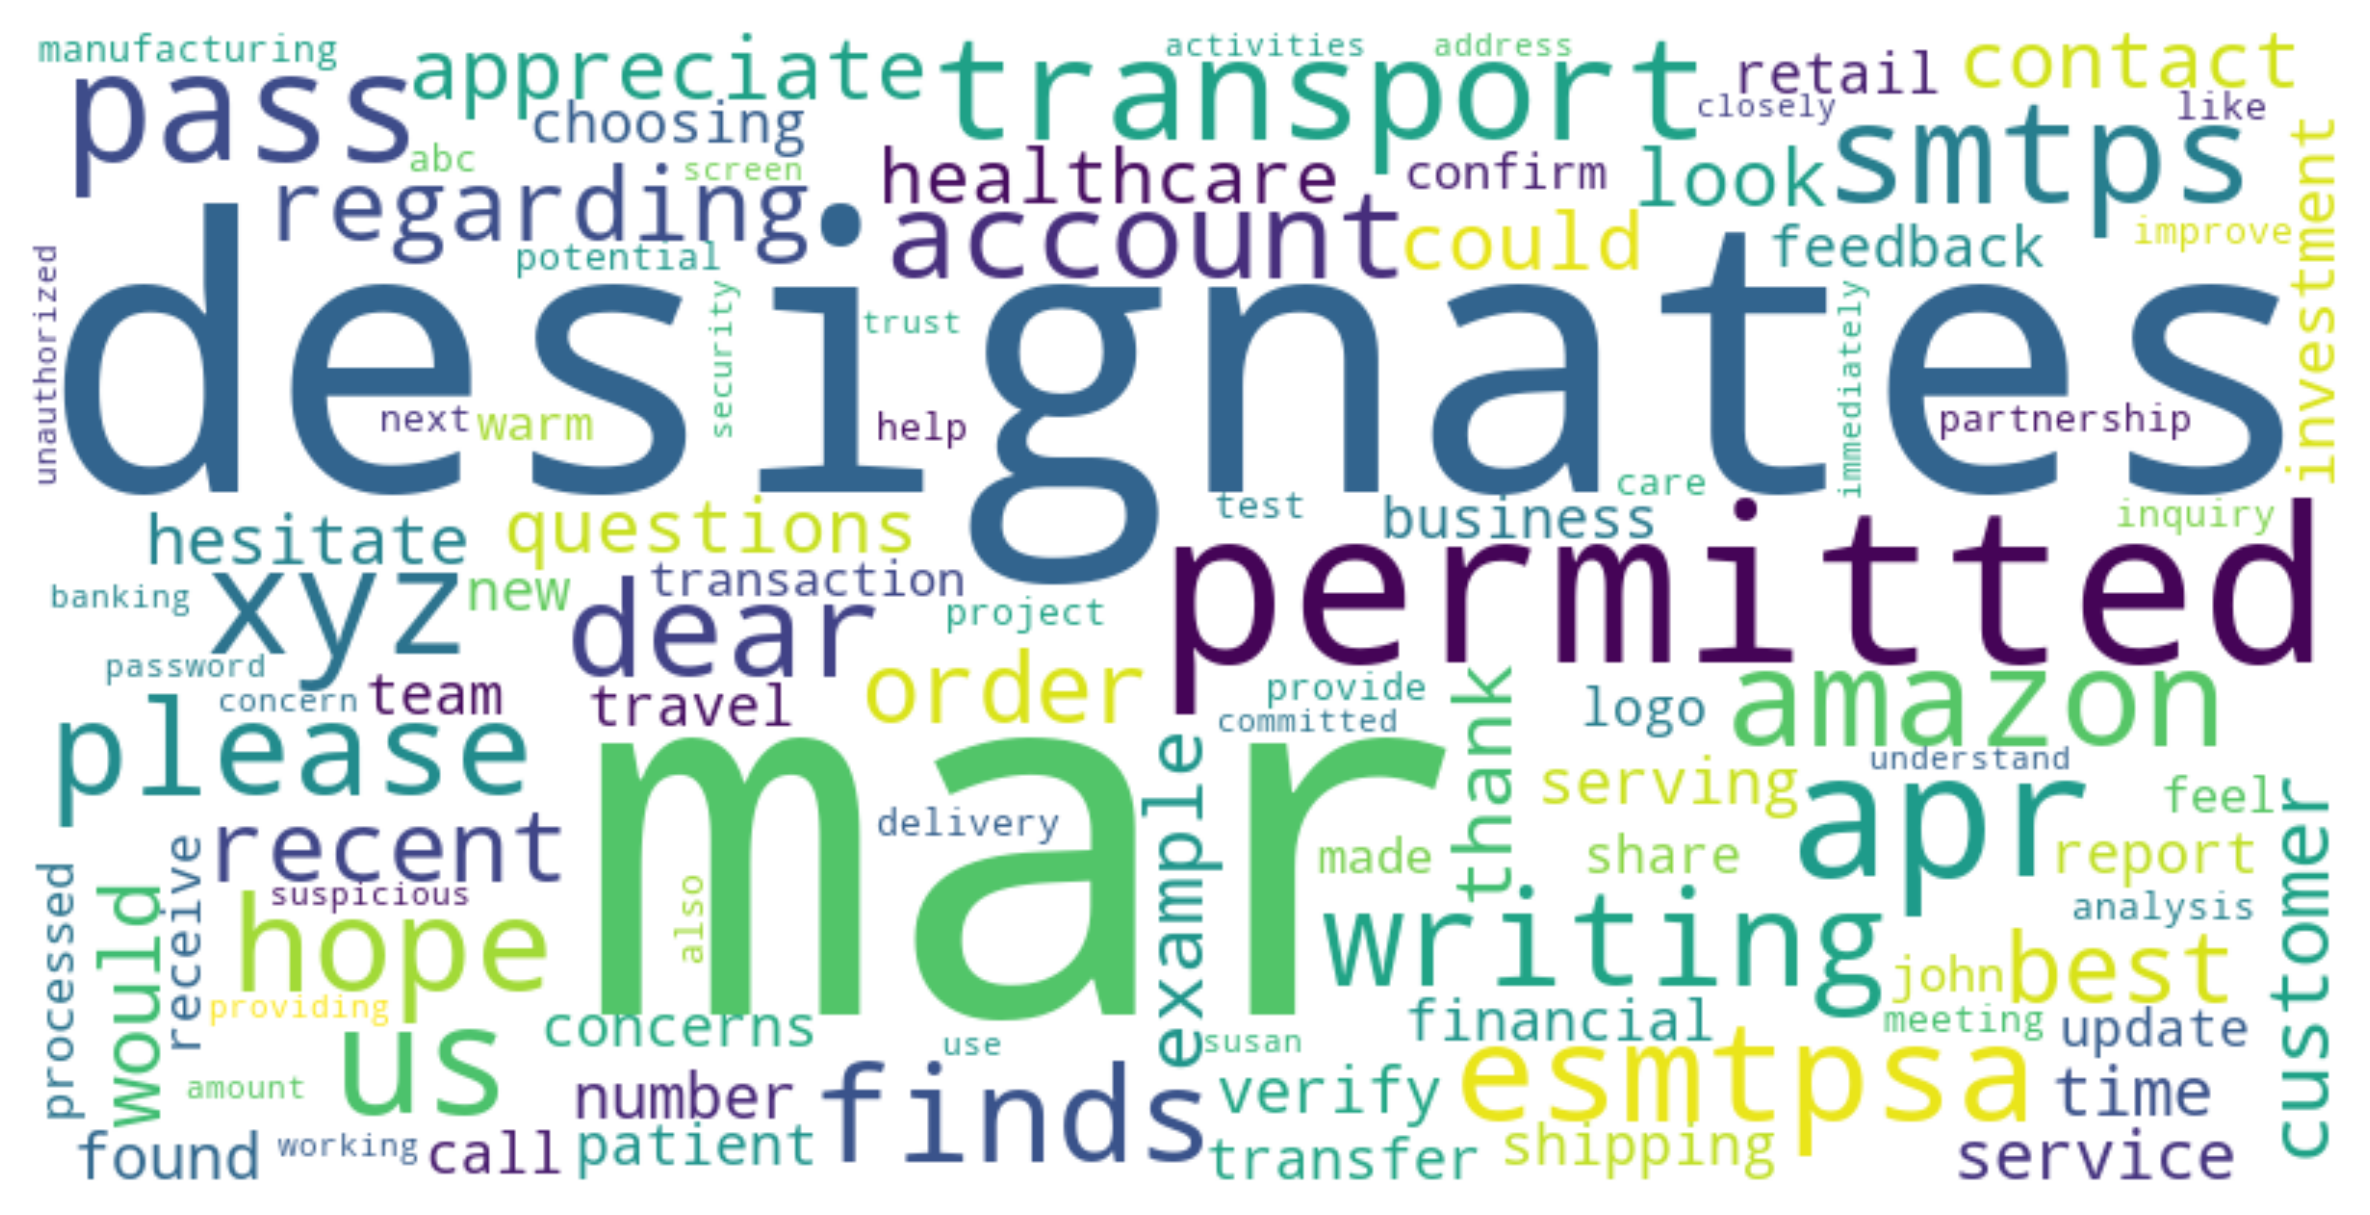 manufacturing
activities
address
pass
appreciate
transport
retail
contact
choosing
closely
like
abc
screen
healthcare
confirm
look
smtps
regarding
account
could
feedback
improve
investment
potential
unauthorized
designates
security
trust
immediately
next
warm
help
partnership
care
hesitate
questions
test
business
inquiry
permitted
banking
xyz
new
dear
transaction
project
password
concern
team
travel
order
provide
committed
thank
logo
amazon
please
mar
example
serving
understand
apr
feel
customer
recent
delivery
made
share
report
processed
would
receive
suspicious
hope
also
writing
analysis
john
best
providing
us
concerns
use
susan
financial
meeting
update
esmtpsa
amount
number
finds
verify
time
found
working
call
patient
transfer
shipping
service